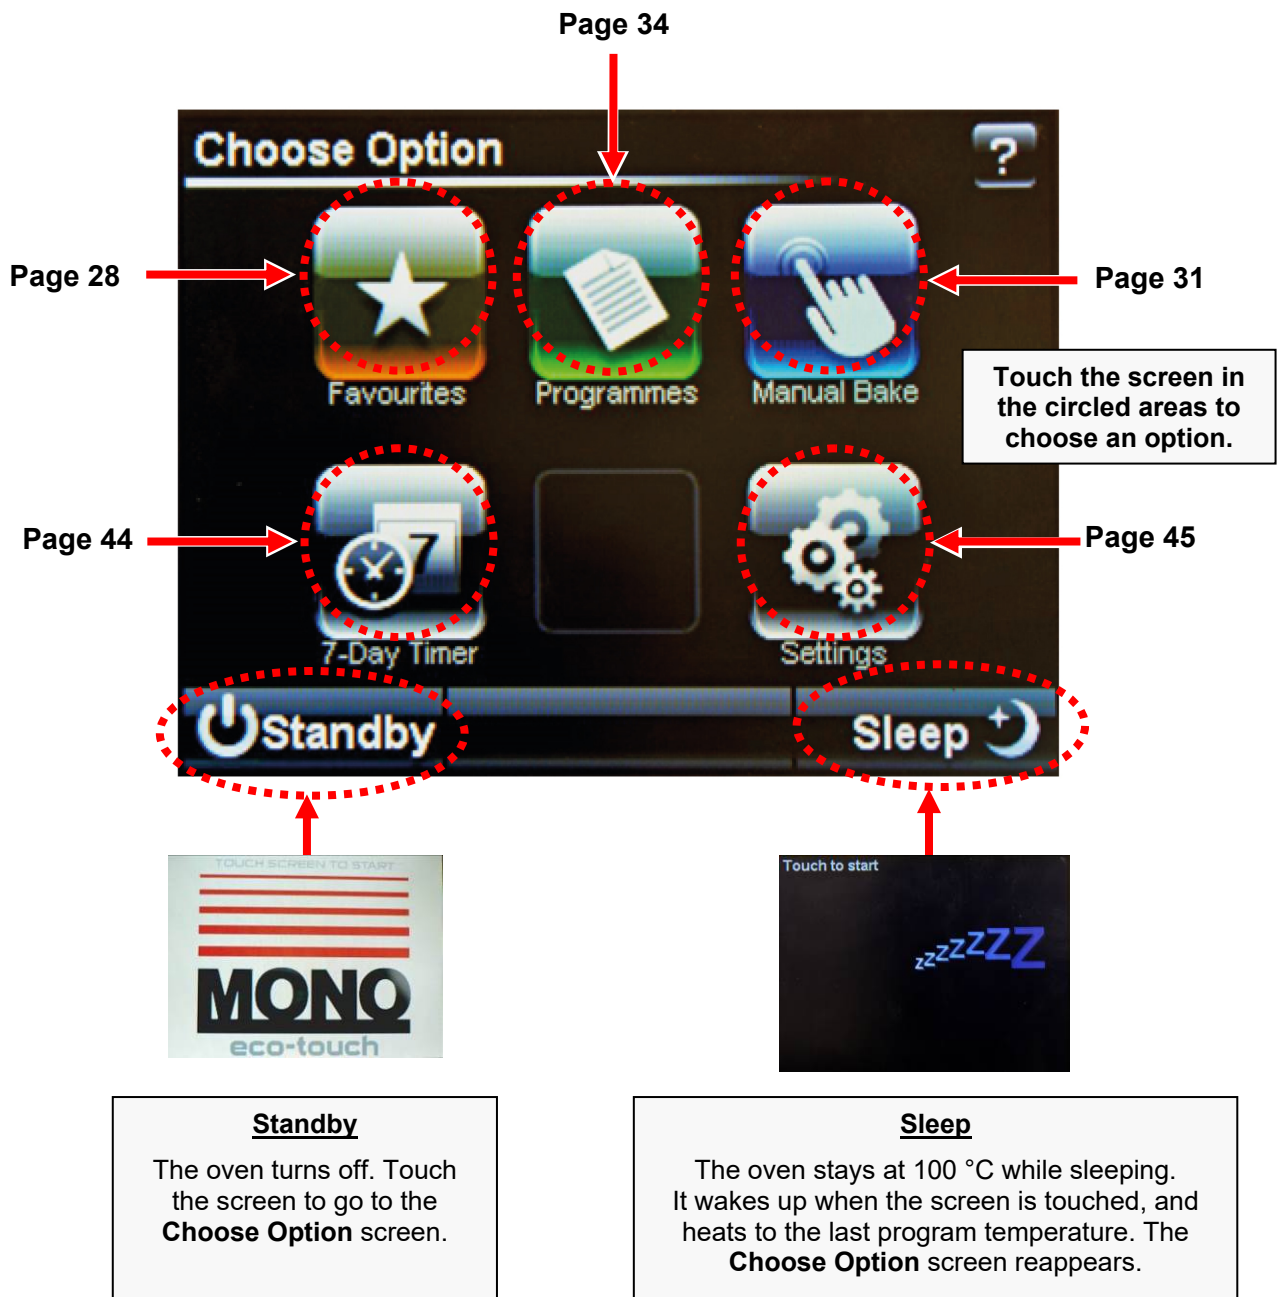 Page 34
Choose Option
?
Page 28
Page 31
Favourites
Programmes
Manual Bake
Touch the screen in
the circled areas to
choose an option.
7
Page 44
Page 45
7-Day Timer
Settings
Standby
Sleep
TOUCH SCREEN TO START
MONO
eco-touch
Touch to start
zzZZZZZ
Standby
The oven turns off. Touch
the screen to go to the
Choose Option screen.
Sleep
The oven stays at 100 °C while sleeping.
It wakes up when the screen is touched, and
heats to the last program temperature. The
Choose Option screen reappears.